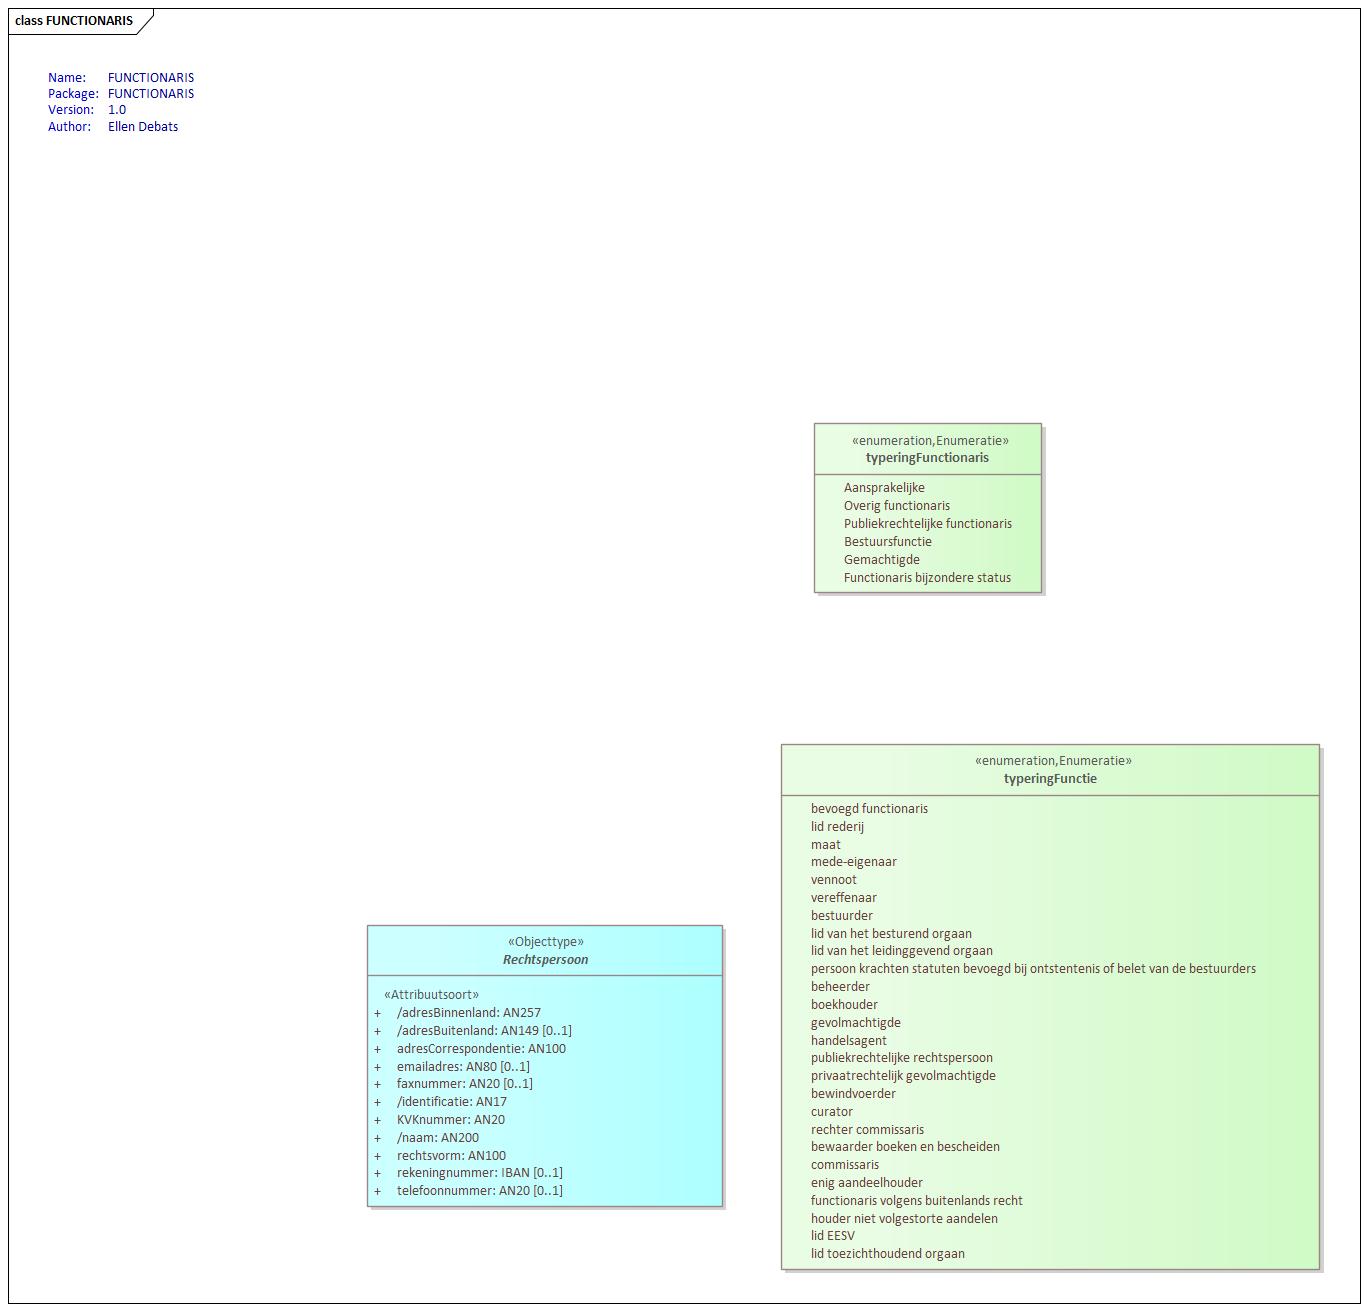 class FUNCTIONARIS
Name: FUNCTIONARIS
Package: FUNCTIONARIS
Version: 1.0
Author: Ellen Debats
«enumeration,Enumeratie»
typeringFunctionaris
Aansprakelijke
Overig functionaris
Publiekrechtelijke functionaris
Bestuursfunctie
Gemachtigde
Functionaris bijzondere status
«enumeration,Enumeratie»
typeringFunctie
bevoegd functionaris
lid rederij
maat
mede-eigenaar
vennoot
vereffenaar
bestuurder
lid van het besturend orgaan
lid van het leidinggevend orgaan
persoon krachten statuten bevoegd bij ontstentenis of belet van de bestuurders
beheerder
boekhouder
gevolmachtigde
handelsagent
publiekrechtelijke rechtspersoon
privaatrechtelijk gevolmachtigde
bewindvoerder
curator
rechter commissaris
bewaarder boeken en bescheiden
commissaris
enig aandeelhouder
functionaris volgens buitenlands recht
houder niet volgestorte aandelen
lid EESV
lid toezichthoudend orgaan
«Objecttype»
Rechtspersoon
«Attribuutsoort»
+ /adresBinnenland: AN257
+ /adresBuitenland: AN149 [0..1]
+ adresCorrespondentie: AN100
+ emailadres: AN80 [0..1]
+ faxnummer: AN20 [0..1]
+ /identificatie: AN17
+ KVKnummer: AN20
+ /naam: AN200
+ rechtsvorm: AN100
+ rekeningnummer: IBAN [0..1]
+ telefoonnummer: AN20 [0..1]